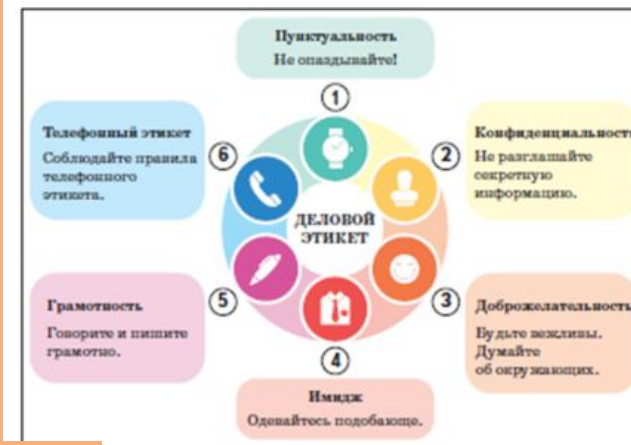 Пунктуальность
Не опаздывайте!
1
Конфиденциальность
Не разглашайте
секретную
информацию.
2
Доброжелательность
Будьте вежливы.
Думайте
об окружающих.
3
Имидж
Одевайтесь подобающе.
4
Грамотность
Говорите и пишите
грамотно.
5
Телефонный этикет
Соблюдайте правила
телефонного
этикета.
6
ДЕЛОВОЙ
ЭТИКЕТ